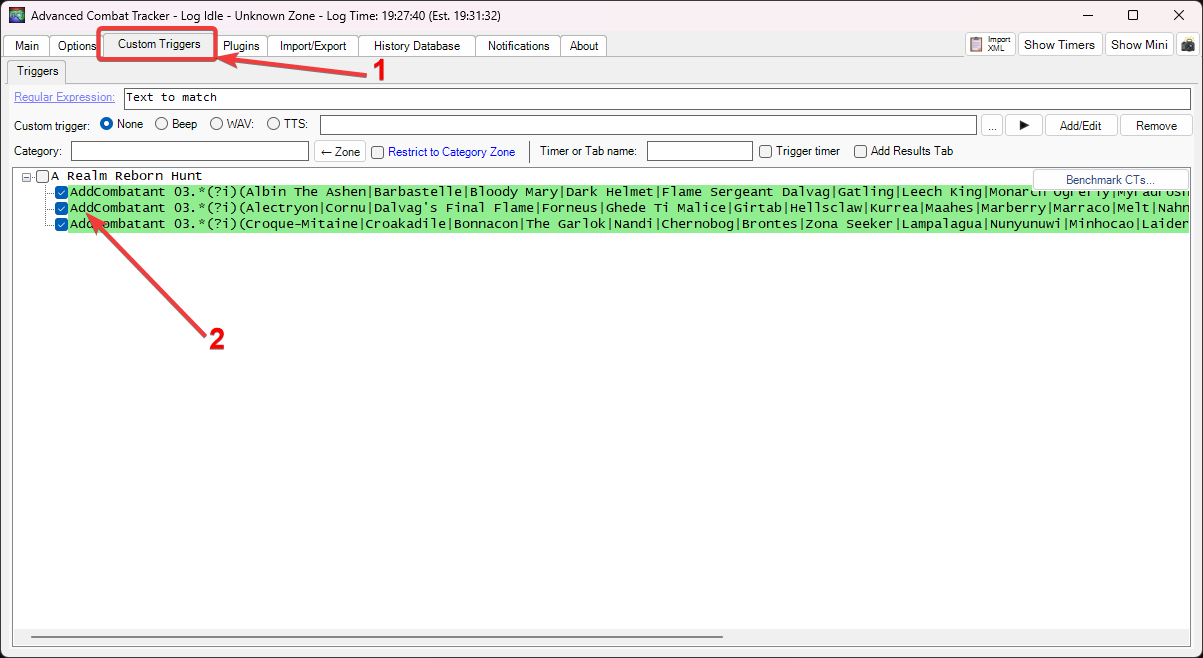 Advanced Combat Tracker - Log Idle - Unknown Zone - Log Time: 19:27:40 (Est. 19:31:32)
Main Options Custom Triggers Plugins Import/Export History Database Notifications About Import XML Show Timers Show Mini
1
Triggers
Regular Expression: Text to match
Custom trigger: None Beep WAV: TTS: ... Add/Edit Remove
Category: ← Zone Restrict to Category Zone Timer or Tab name: Trigger timer Add Results Tab
A Realm Reborn Hunt
Benchmark CTs...
AddCombatant 03.*(?i)(Albin The Ashen|Barbastelle|Bloody Mary|Dark Helmet|Flame Sergeant Dalvag|Gatling|Leech King|Monarch Ogrefly|Myradrosh
AddCombatant 03.*(?i)(Alectryon|Cornu|Dalvag's Final Flame|Forneus|Ghede Ti Malice|Girtab|Hellsclaw|Kurrea|Maahes|Marberry|Marraco|Melt|Nahn
AddCombatant 03.*(?i)(Croque-Mitaine|Croakadile|Bonnacon|The Garlok|Nandi|Chernobog|Brontes|Zona Seeker|Lampalagua|Nunyunuwi|Minhocao|Laider
2